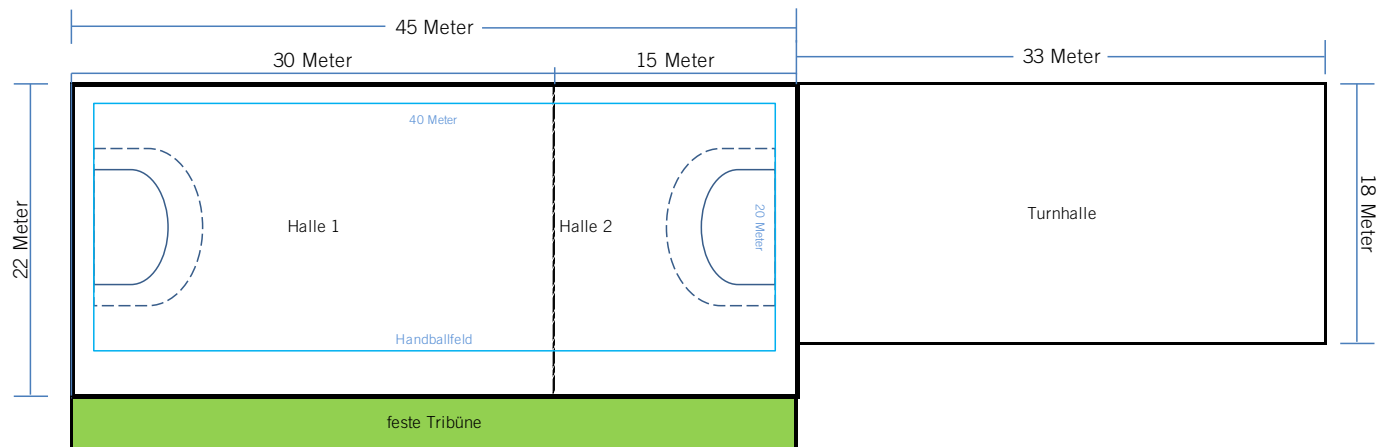 45 Meter
30 Meter
15 Meter
33 Meter
40 Meter
22 Meter
Halle 1
Halle 2
20 Meter
Turnhalle
18 Meter
Handballfeld
feste Tribüne